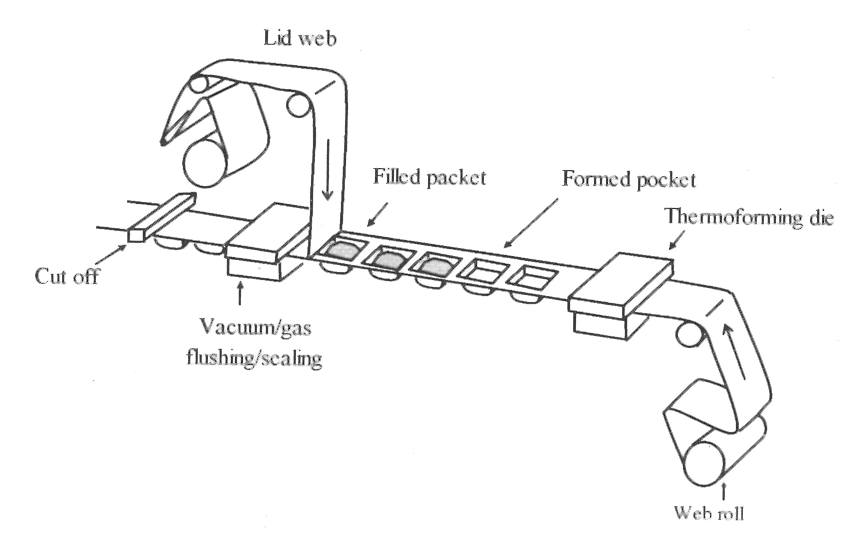 Lid web
Filled packet
Formed pocket
Thermoforming die
Cut off
Vacuum/gas
flushing/sealing
Web roll